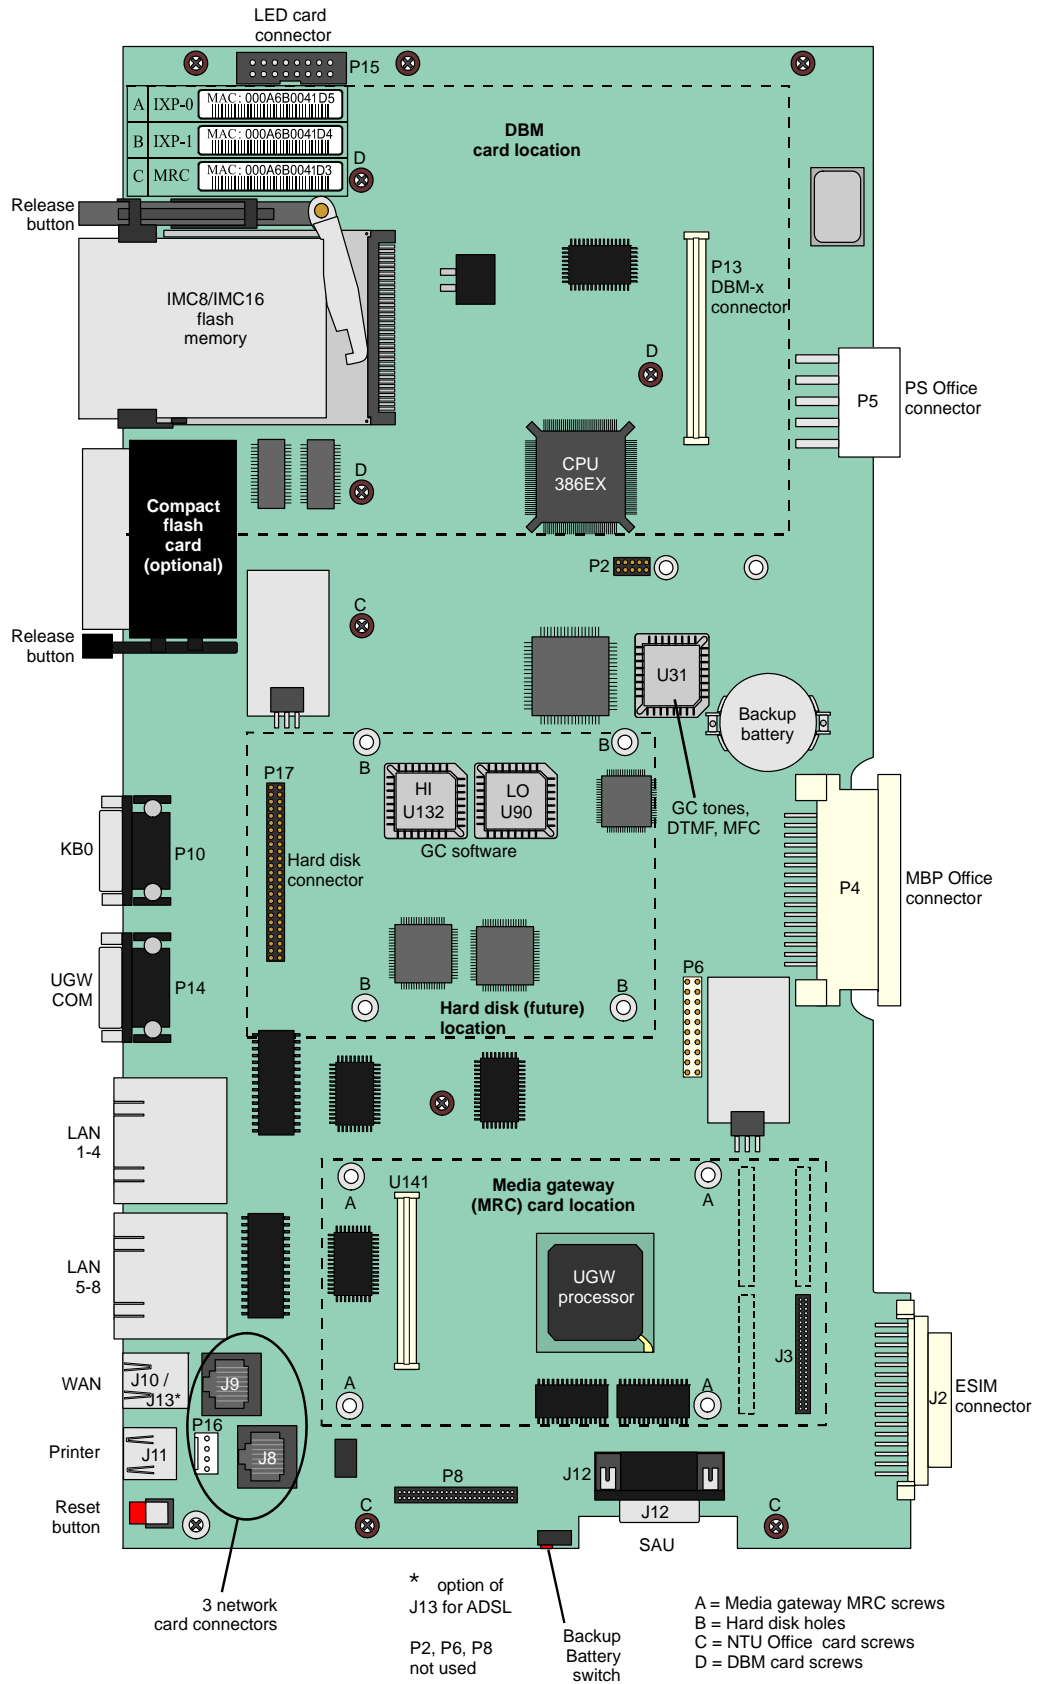 LED card
connector
P15
A IXP-0 MAC: 000A6B0041D5
B IXP-1 MAC: 000A6B0041D4
C MRC MAC: 000A6B0041D3
DBM
card location
D
Release
button
IMC8/IMC16
flash
memory
P13
DBM-x
connector
D
P5
PS Office
connector
CPU
386EX
D
Compact
flash
card
(optional)
P2
C
Release
button
U31
Backup
battery
B
B
P17
HI
U132
LO
U90
GC tones,
DTMF, MFC
GC software
KB0
P10
Hard disk
connector
P4
MBP Office
connector
UGW
COM
P14
P6
B
B
Hard disk (future)
location
LAN
1-4
U141
Media gateway
(MRC) card location
A
A
LAN
5-8
UGW
processor
J3
WAN
J10 /
J13*
J9
A
A
J2
ESIM
connector
P16
Printer
J11
J8
P8
J12
Reset
button
C
J12
C
SAU
3 network
card connectors
* option of
J13 for ADSL
P2, P6, P8
not used
Backup
Battery
switch
A = Media gateway MRC screws
B = Hard disk holes
C = NTU Office card screws
D = DBM card screws